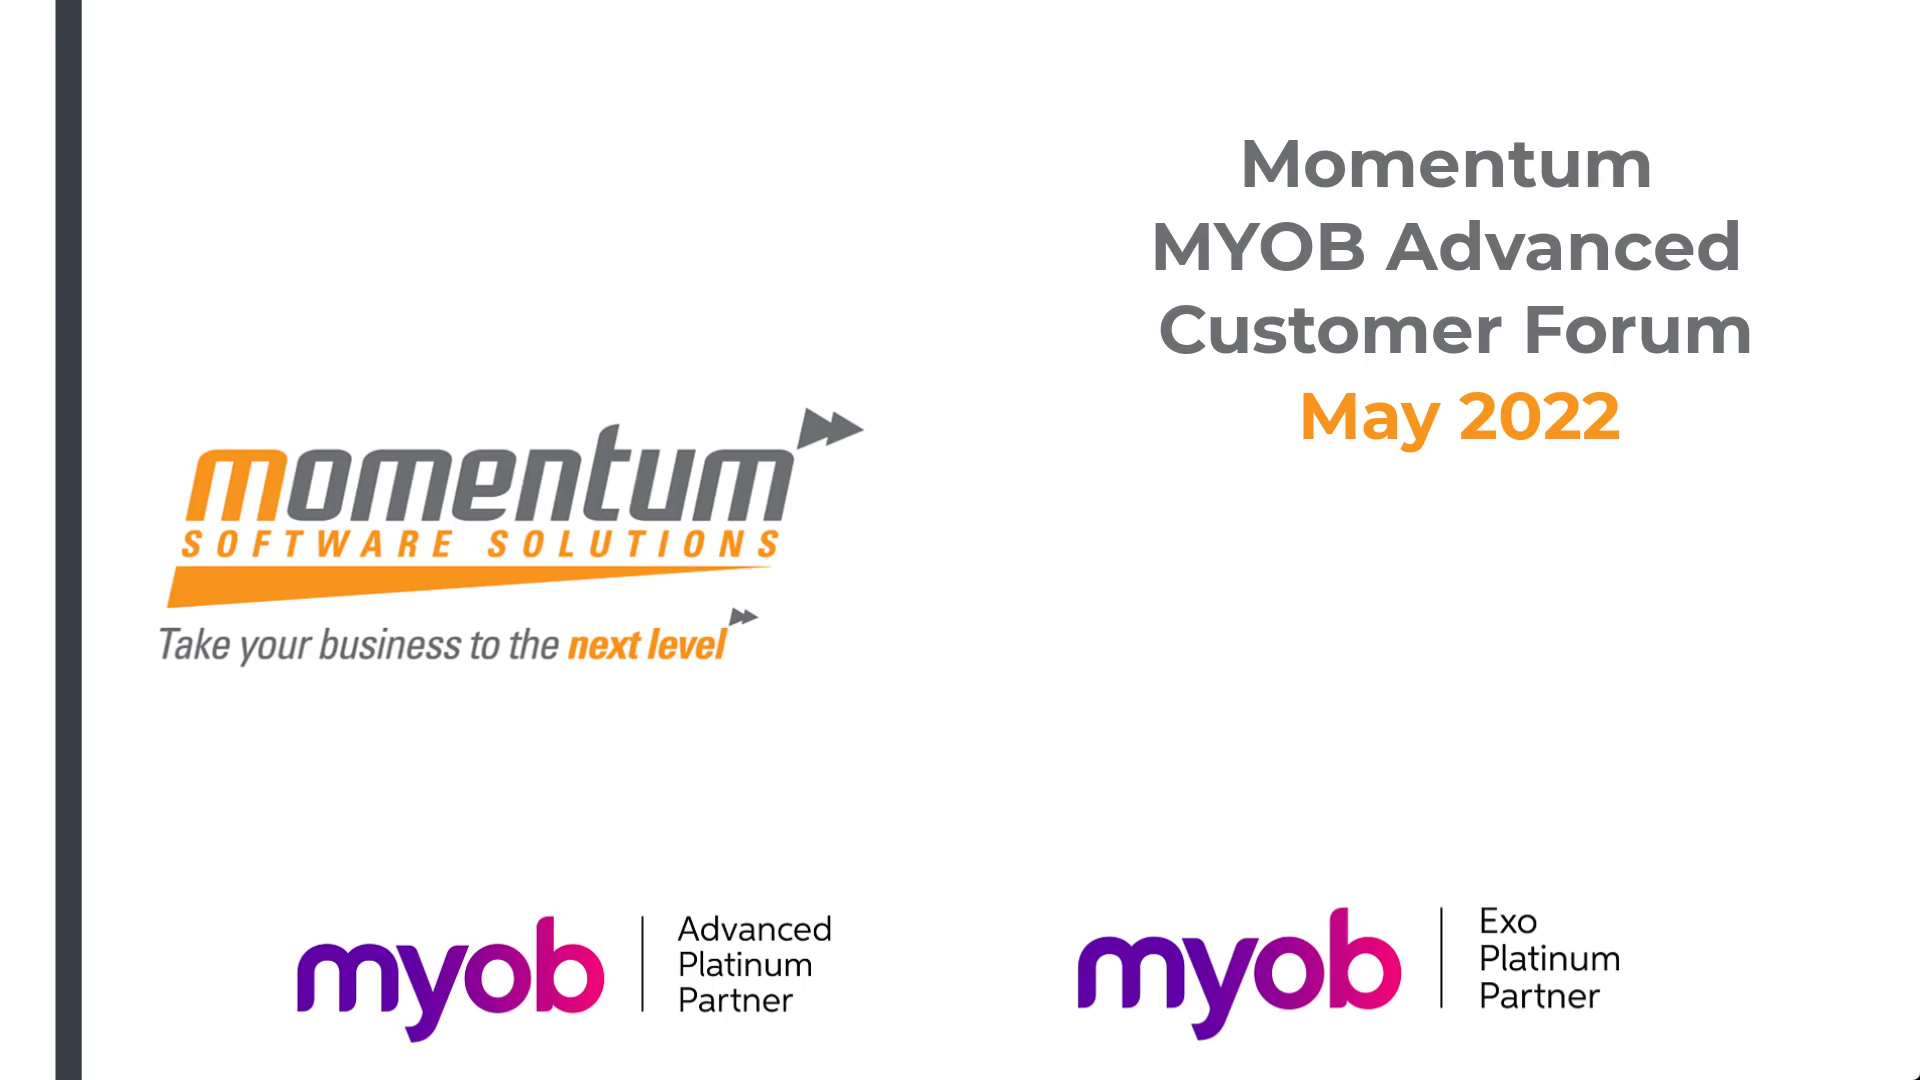 Momentum
MYOB Advanced
Customer Forum
May 2022
momentum
SOFTWARE SOLUTIONS
Take your business to the next level
myob
Advanced
Platinum
Partner
myob
Exo
Platinum
Partner